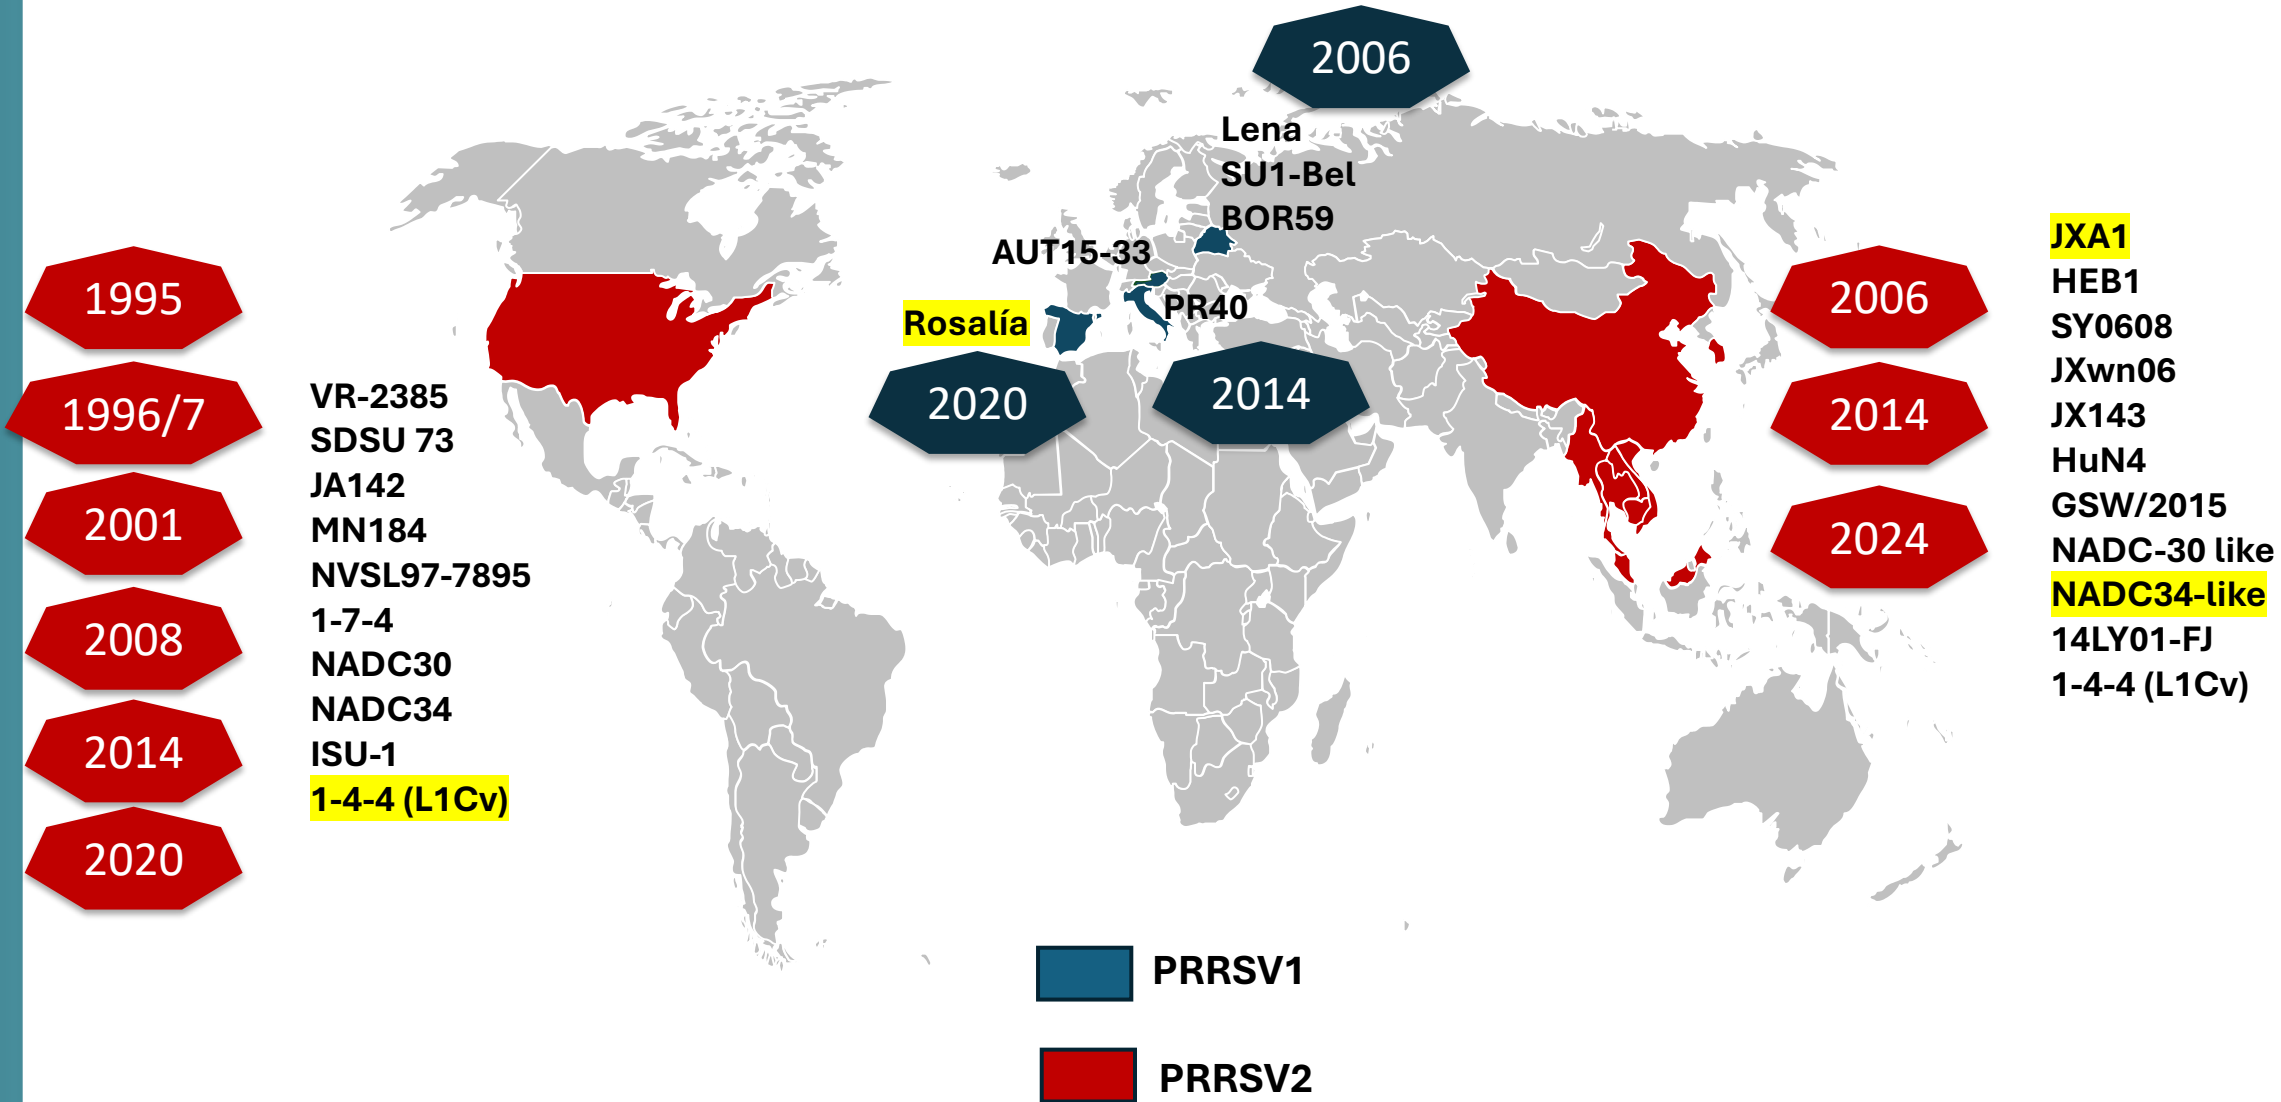 1995
1996/7
2001
2008
2014
2020
VR-2385
SDSU 73
JA142
MN184
NVSL97-7895
1-7-4
NADC30
NADC34
ISU-1
1-4-4 (L1Cv)
2006
Lena
SU1-Bel
BOR59
AUT15-33
PR40
Rosalía
2020
2014
2006
2014
2024
JXA1
HEB1
SY0608
JXwn06
JX143
HuN4
GSW/2015
NADC-30 like
NADC34-like
14LY01-FJ
1-4-4 (L1Cv)
PRRSV1
PRRSV2